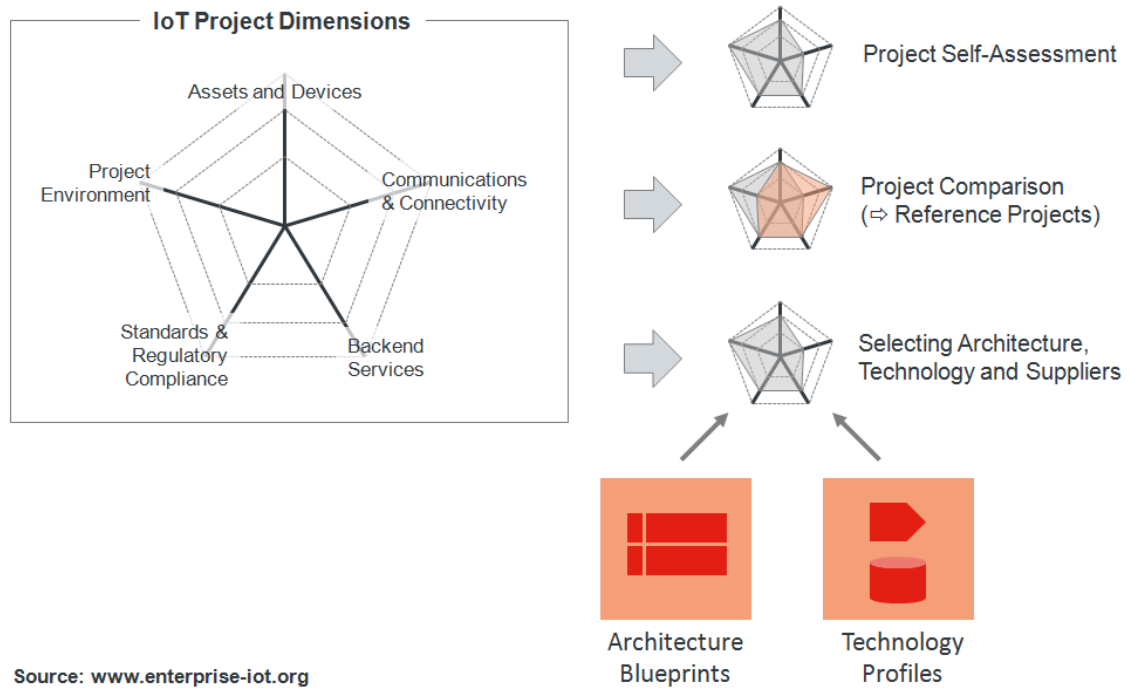 IoT Project Dimensions
Assets and Devices
Project
Environment
Communications
& Connectivity
Standards &
Regulatory
Compliance
Backend
Services
Project Self-Assessment
Project Comparison
(⇨ Reference Projects)
Selecting Architecture,
Technology and Suppliers
Architecture
Blueprints
Technology
Profiles
Source: www.enterprise-iot.org